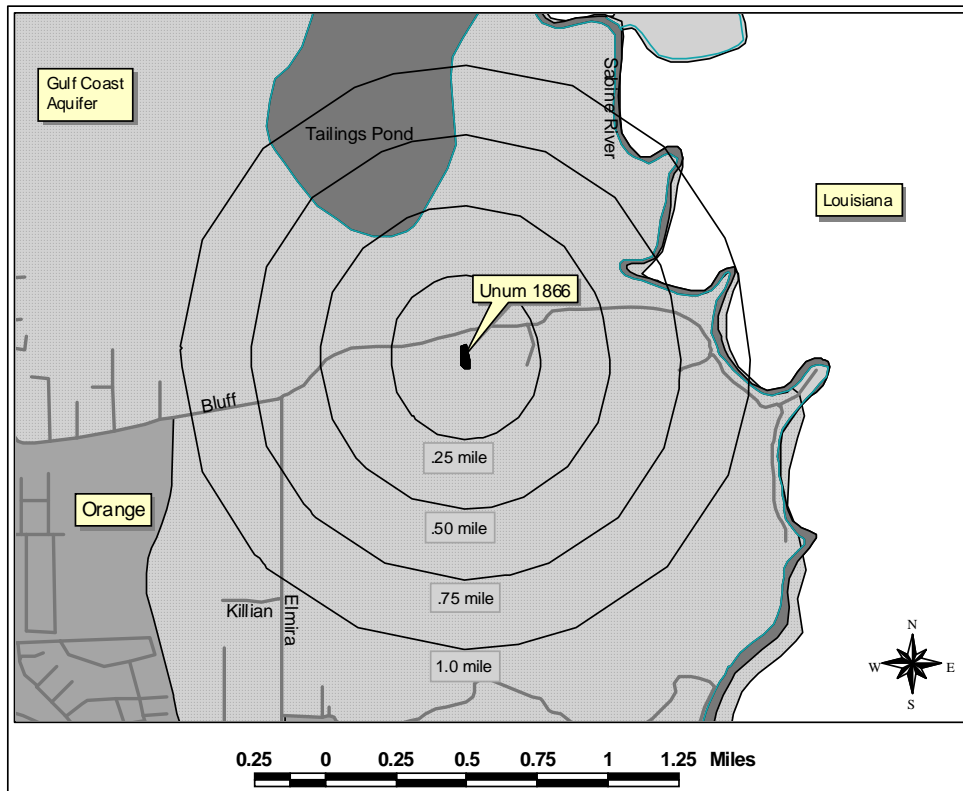 Gulf Coast
Aquifer
Tailings Pond
Sabine River
Louisiana
Unum 1866
Bluff
.25 mile
Orange
.50 mile
.75 mile
Killian
Elmira
1.0 mile
N
W
E
S
0.25 0 0.25 0.5 0.75 1 1.25 Miles